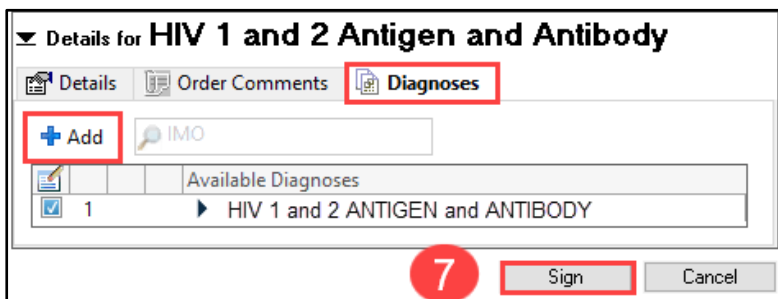 Details for HIV 1 and 2 Antigen and Antibody
Details Order Comments Diagnoses
Add IMO
Available Diagnoses
1 HIV 1 and 2 ANTIGEN and ANTIBODY
7 Sign Cancel